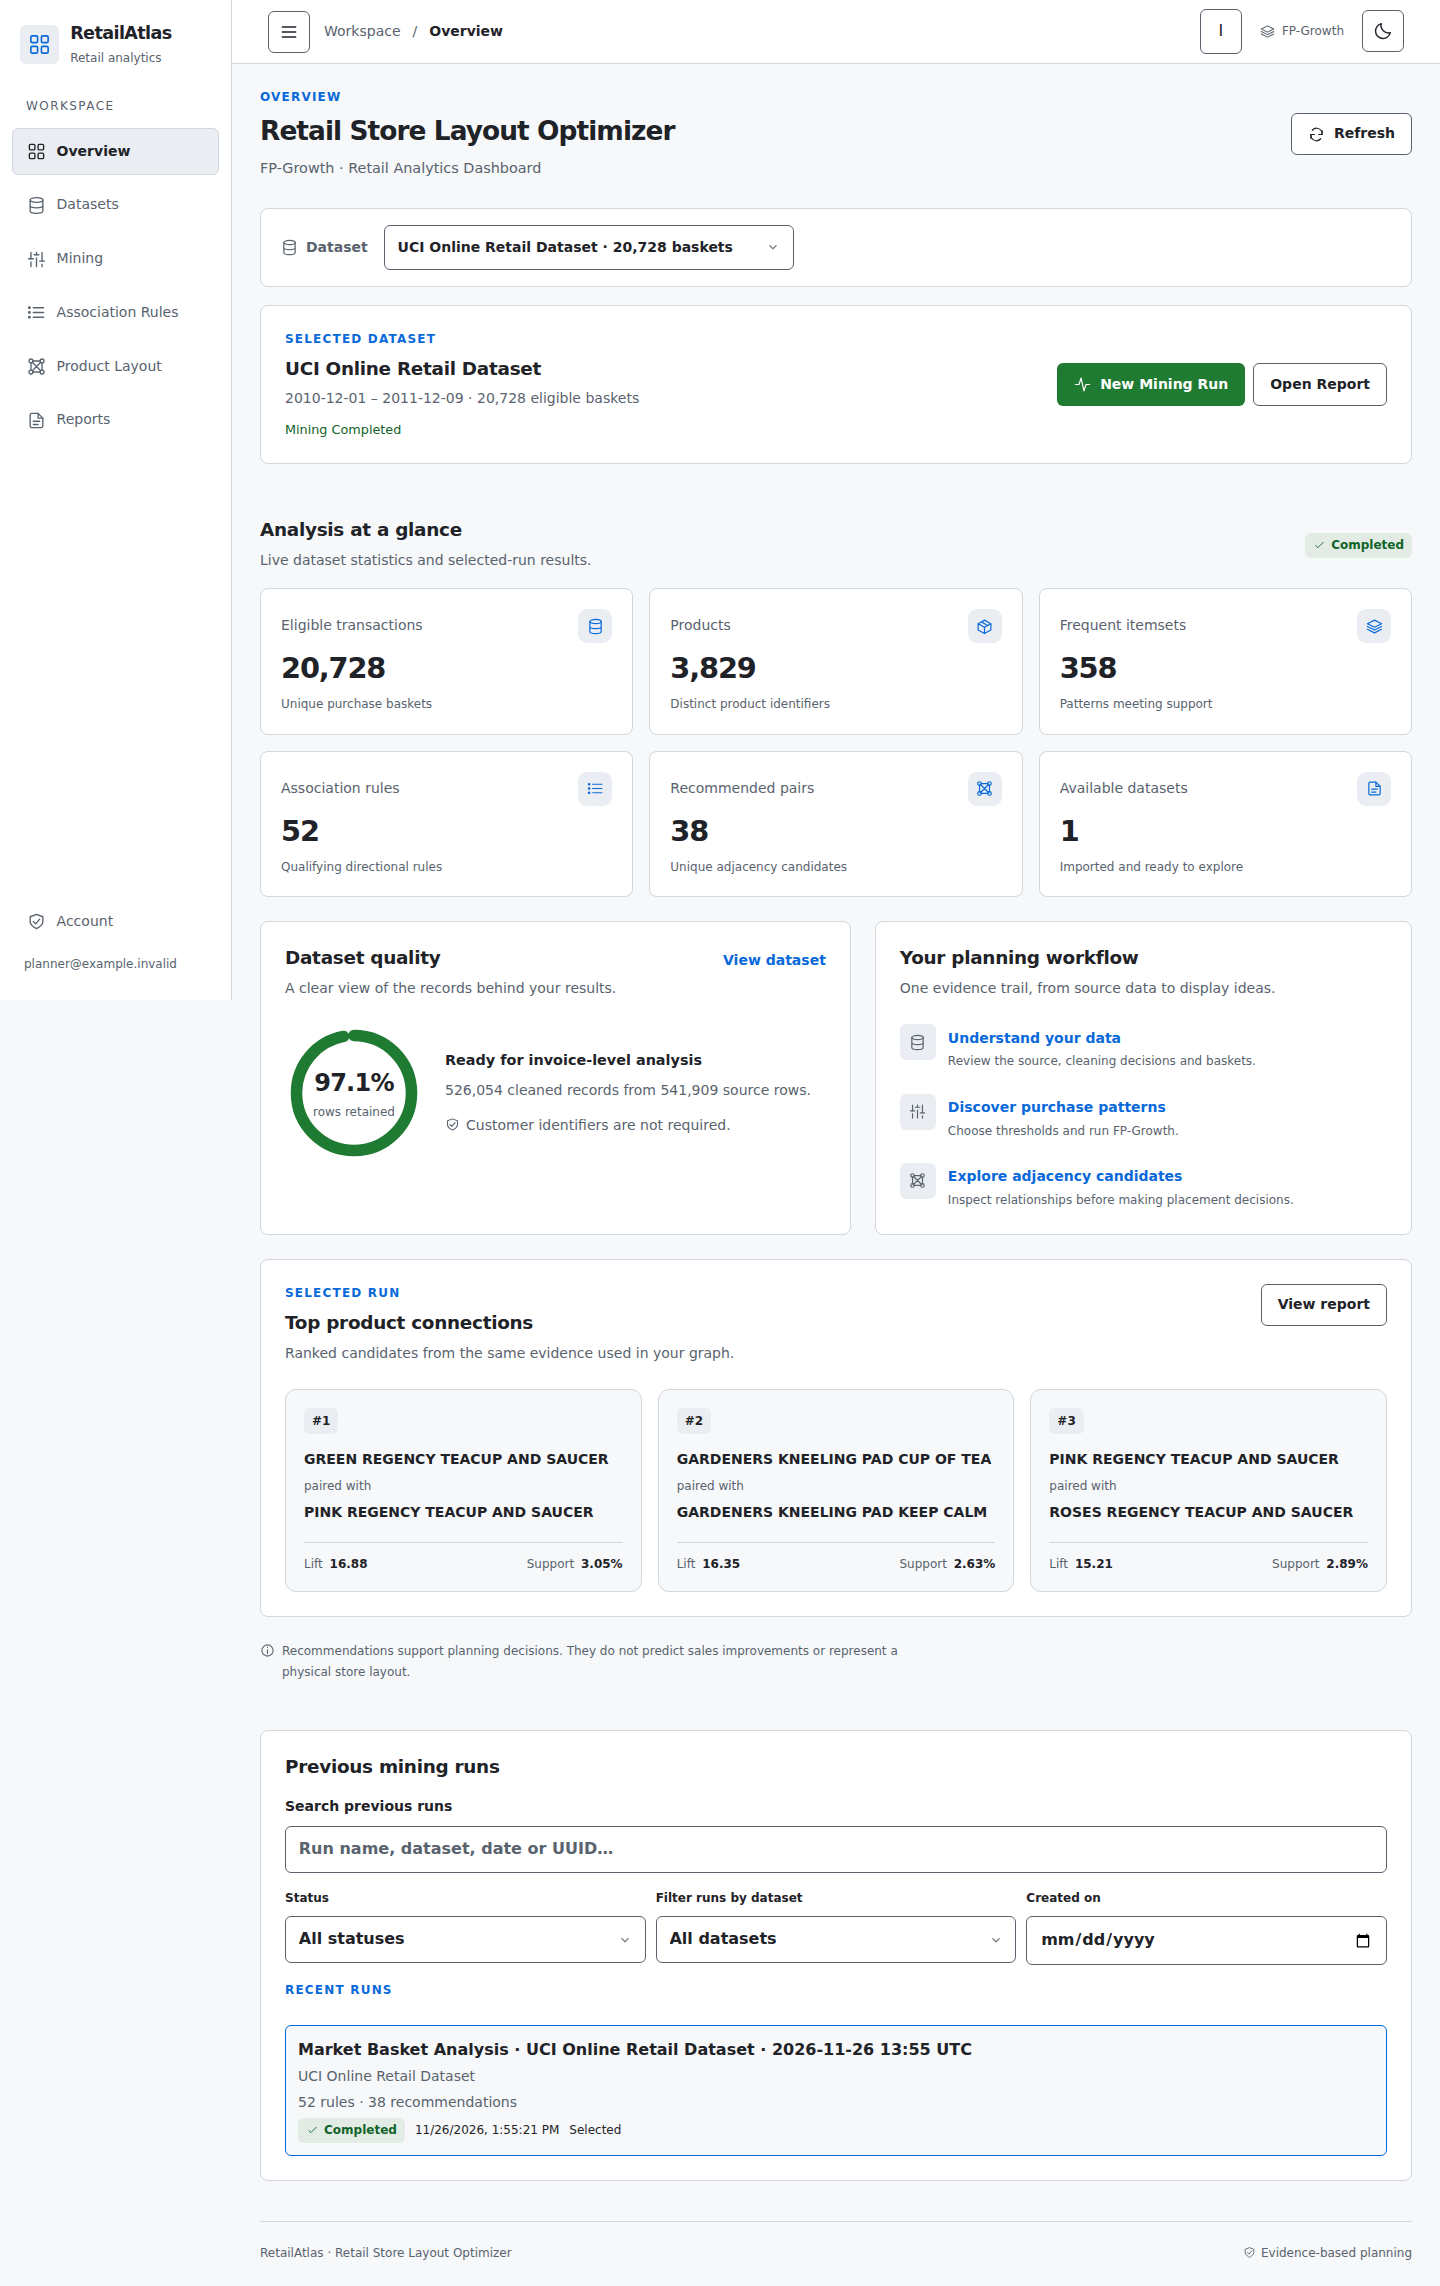 RetailAtlas
Retail analytics
WORKSPACE
Overview
Datasets
Mining
Association Rules
Product Layout
Reports
Account
planner@example.invalid
Workspace / Overview
I
FP-Growth
OVERVIEW
Retail Store Layout Optimizer
FP-Growth · Retail Analytics Dashboard
Refresh
Dataset
UCI Online Retail Dataset · 20,728 baskets
SELECTED DATASET
UCI Online Retail Dataset
2010-12-01 – 2011-12-09 · 20,728 eligible baskets
Mining Completed
New Mining Run
Open Report
Analysis at a glance
Live dataset statistics and selected-run results.
Completed
Eligible transactions
20,728
Unique purchase baskets
Products
3,829
Distinct product identifiers
Frequent itemsets
358
Patterns meeting support
Association rules
52
Qualifying directional rules
Recommended pairs
38
Unique adjacency candidates
Available datasets
1
Imported and ready to explore
Dataset quality
View dataset
A clear view of the records behind your results.
97.1%
rows retained
Ready for invoice-level analysis
526,054 cleaned records from 541,909 source rows.
Customer identifiers are not required.
Your planning workflow
One evidence trail, from source data to display ideas.
Understand your data
Review the source, cleaning decisions and baskets.
Discover purchase patterns
Choose thresholds and run FP-Growth.
Explore adjacency candidates
Inspect relationships before making placement decisions.
SELECTED RUN
Top product connections
Ranked candidates from the same evidence used in your graph.
View report
#1
GREEN REGENCY TEACUP AND SAUCER
paired with
PINK REGENCY TEACUP AND SAUCER
Lift 16.88 Support 3.05%
#2
GARDENERS KNEELING PAD CUP OF TEA
paired with
GARDENERS KNEELING PAD KEEP CALM
Lift 16.35 Support 2.63%
#3
PINK REGENCY TEACUP AND SAUCER
paired with
ROSES REGENCY TEACUP AND SAUCER
Lift 15.21 Support 2.89%
Recommendations support planning decisions. They do not predict sales improvements or represent a
physical store layout.
Previous mining runs
Search previous runs
Run name, dataset, date or UUID…
Status
All statuses
Filter runs by dataset
All datasets
Created on
mm/dd/yyyy
RECENT RUNS
Market Basket Analysis · UCI Online Retail Dataset · 2026-11-26 13:55 UTC
UCI Online Retail Dataset
52 rules · 38 recommendations
Completed 11/26/2026, 1:55:21 PM Selected
RetailAtlas · Retail Store Layout Optimizer
Evidence-based planning